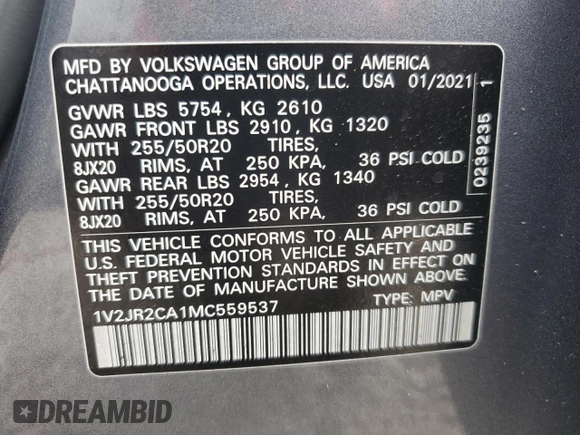 MFD BY VOLKSWAGEN GROUP OF AMERICA
CHATTANOOGA OPERATIONS, LLC. USA 01/2021
GVWR LBS 5754, KG 2610
GAWR FRONT LBS 2910, KG 1320
WITH 255/50R20 TIRES,
8JX20 RIMS, AT 250 KPA, 36 PSI COLD
GAWR REAR LBS 2954, KG 1340
WITH 255/50R20 TIRES,
8JX20 RIMS, AT 250 KPA, 36 PSI COLD
THIS VEHICLE CONFORMS TO ALL APPLICABLE
U.S. FEDERAL MOTOR VEHICLE SAFETY AND
THEFT PREVENTION STANDARDS IN EFFECT ON
THE DATE OF MANUFACTURE SHOWN ABOVE.
1V2JR2CA1MC559537 TYPE: MPV
0239235 1
DREAMBID